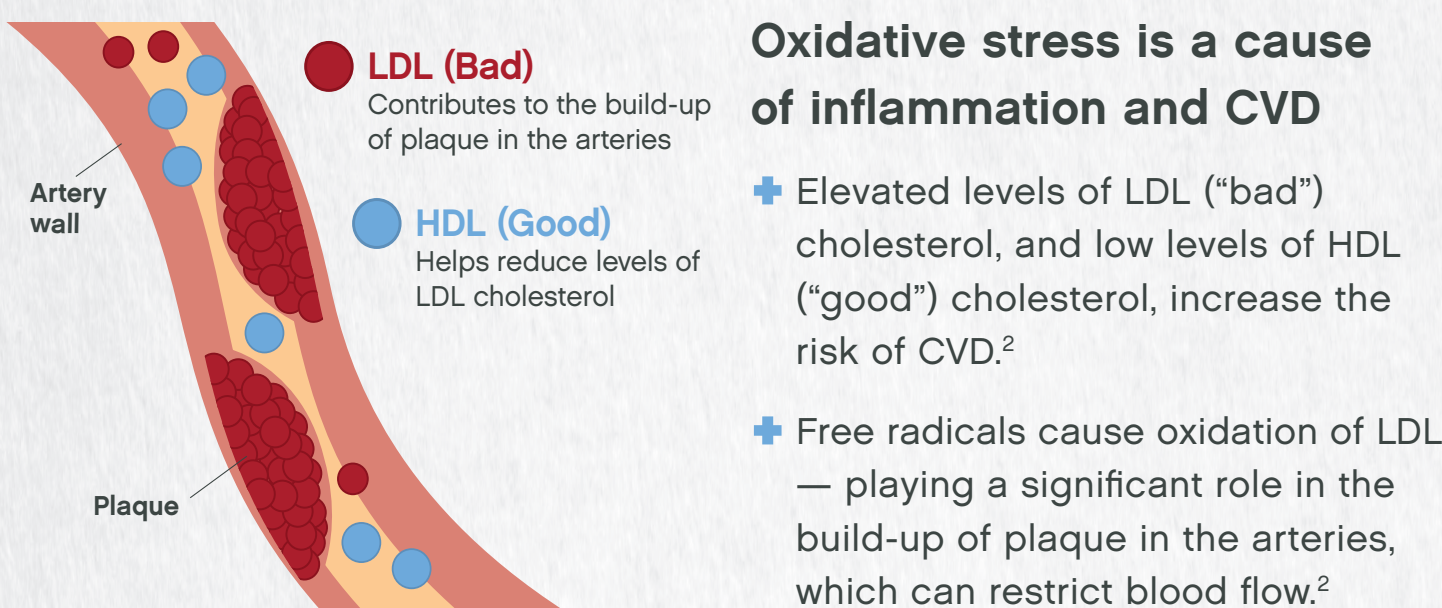 LDL (Bad)
Contributes to the build-up
of plaque in the arteries
Artery
wall
HDL (Good)
Helps reduce levels of
LDL cholesterol
Plaque
Oxidative stress is a cause
of inflammation and CVD
Elevated levels of LDL (“bad”)
cholesterol, and low levels of HDL
(“good”) cholesterol, increase the
risk of CVD.²
Free radicals cause oxidation of LDL
— playing a significant role in the
build-up of plaque in the arteries,
which can restrict blood flow.²